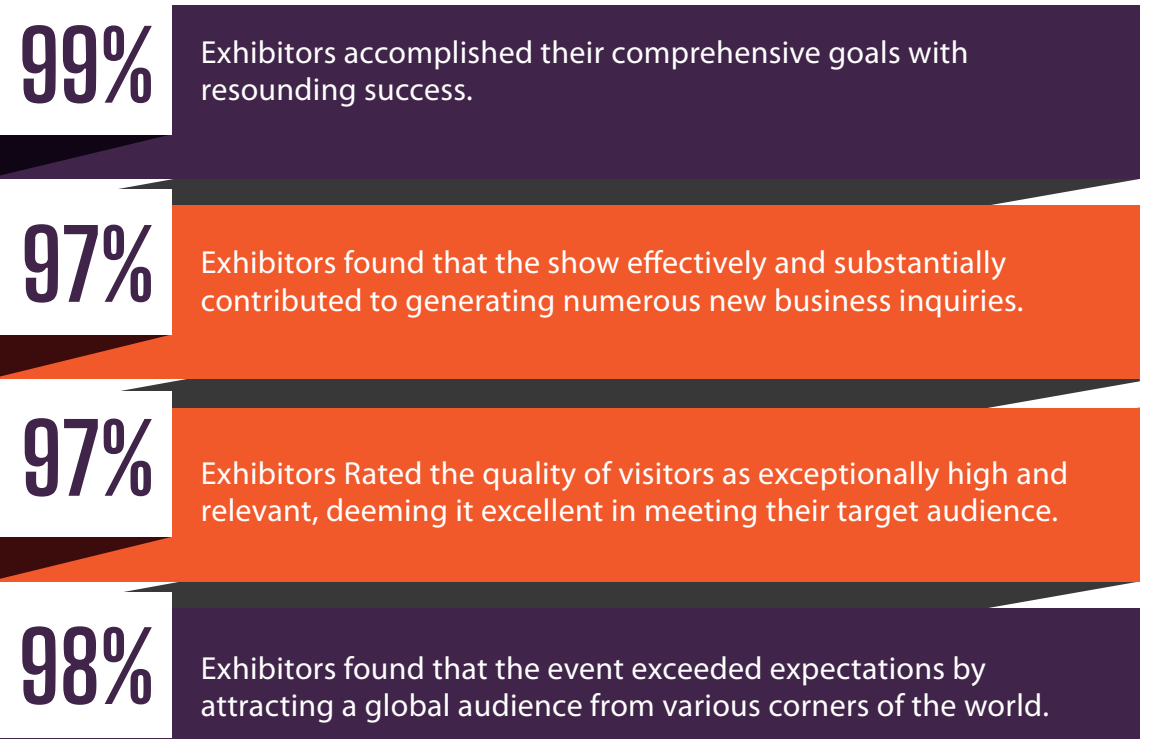 99%
Exhibitors accomplished their comprehensive goals with
resounding success.
97%
Exhibitors found that the show effectively and substantially
contributed to generating numerous new business inquiries.
97%
Exhibitors Rated the quality of visitors as exceptionally high and
relevant, deeming it excellent in meeting their target audience.
98%
Exhibitors found that the event exceeded expectations by
attracting a global audience from various corners of the world.